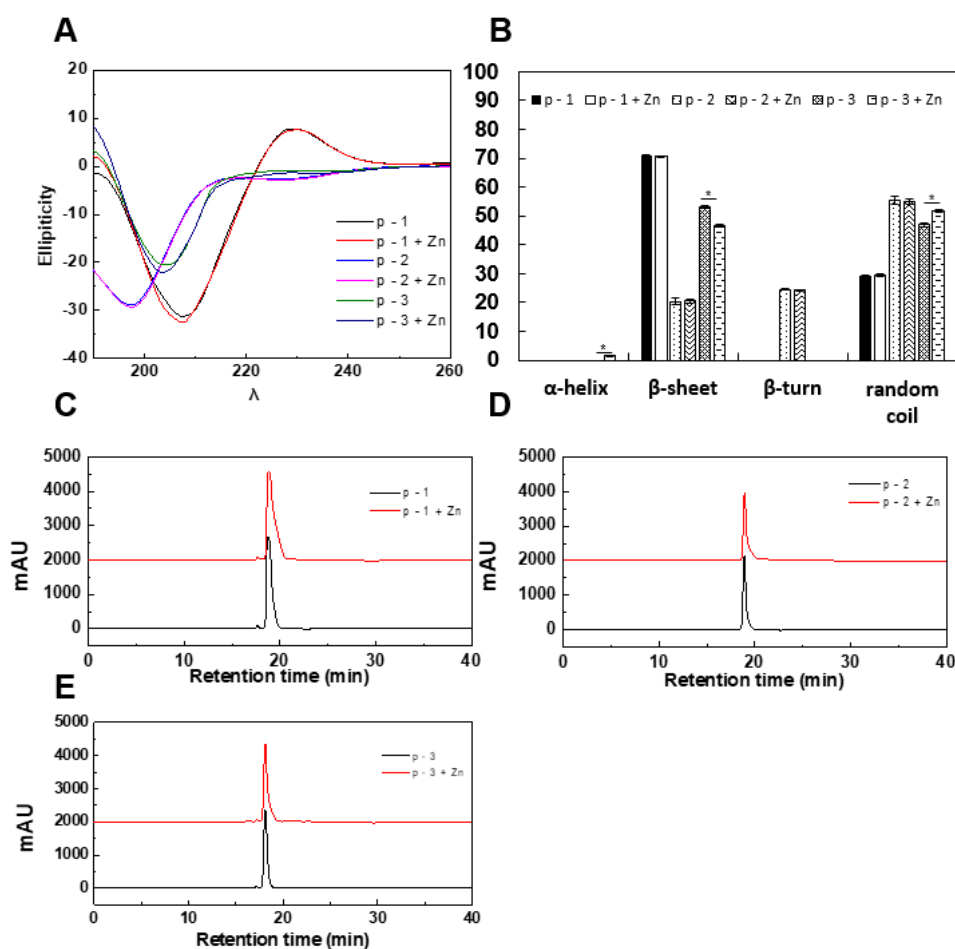 A
20
10
0
-10
-20
-30
-40
Ellipiticity
p - 1
p - 1 + Zn
p - 2
p - 2 + Zn
p - 3
p - 3 + Zn
200
220
240
260
λ
B
100
90
80
70
60
50
40
30
20
10
0
p - 1
p - 1 + Zn
p - 2
p - 2 + Zn
p - 3
p - 3 + Zn
*
*
*
α-helix
β-sheet
β-turn
random
coil
C
5000
4000
3000
2000
1000
0
mAU
p - 1
p - 1 + Zn
0
10
20
30
40
Retention time (min)
D
5000
4000
3000
2000
1000
0
mAU
p - 2
p - 2 + Zn
0
10
20
30
40
Retention time (min)
E
5000
4000
3000
2000
1000
0
mAU
p - 3
p - 3 + Zn
0
10
20
30
40
Retention time (min)